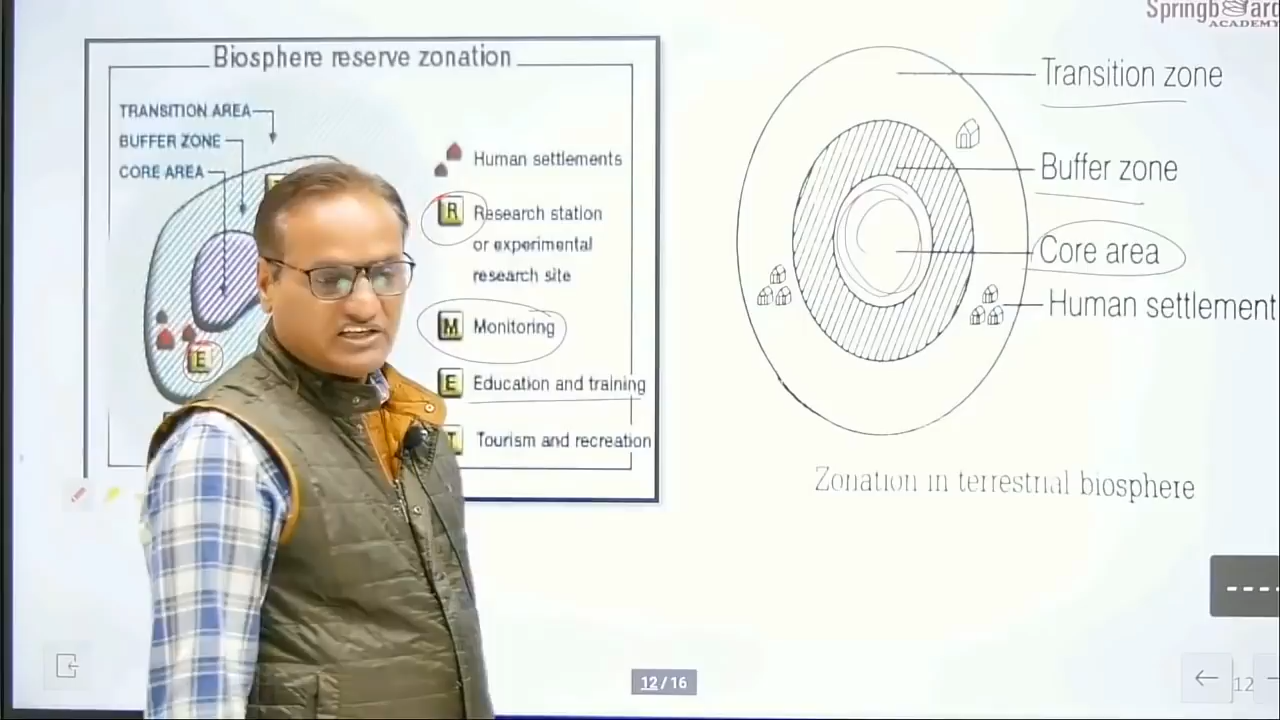 Springboard
ACADEMY
Biosphere reserve zonation
TRANSITION AREA
BUFFER ZONE
CORE AREA
Human settlements
R Research station
or experimental
research site
M Monitoring
E Education and training
T Tourism and recreation
E
Transition zone
Buffer zone
Core area
Human settlement
Zonation in terrestrial biosphere
12 / 16
12